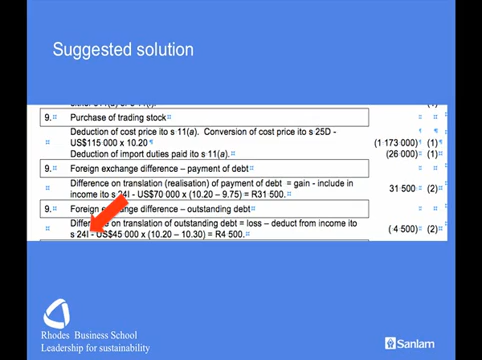 Suggested solution
9.¤ Purchase of trading stock¤ ¤ ¤
Deduction of cost price ito s 11(a). Conversion of cost price ito s 25D - ¶ ¶
US$115 000 x 10.20¶ (1 173 000) (1)¶
Deduction of import duties paid ito s 11(a).¤ (26 000) (1)
9.¤ Foreign exchange difference – payment of debt¤ ¤ ¤
Difference on translation (realisation) of payment of debt = gain - include in 31 500 (2)¤
income ito s 24I - US$70 000 x (10.20 – 9.75) = R31 500.¤
9.¤ Foreign exchange difference – outstanding debt¤ ¤ ¤
¤ Difference on translation of outstanding debt = loss – deduct from income ito ( 4 500) (2)¤
s 24I - US$45 000 x (10.20 – 10.30) = R4 500.¤
Rhodes Business School
Leadership for sustainability
Sanlam